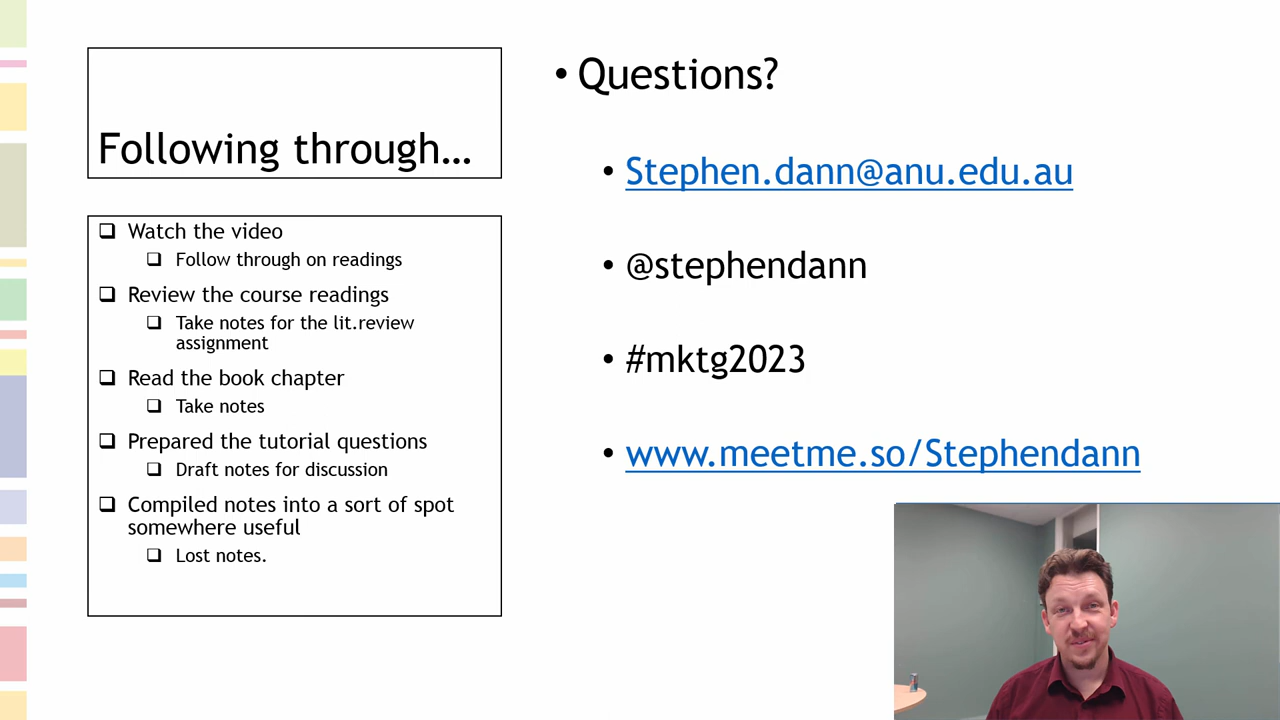 Following through…
Watch the video
Follow through on readings
Review the course readings
Take notes for the lit.review
assignment
Read the book chapter
Take notes
Prepared the tutorial questions
Draft notes for discussion
Compiled notes into a sort of spot
somewhere useful
Lost notes.
• Questions?
• Stephen.dann@anu.edu.au
• @stephendann
• #mktg2023
• www.meetme.so/Stephendann